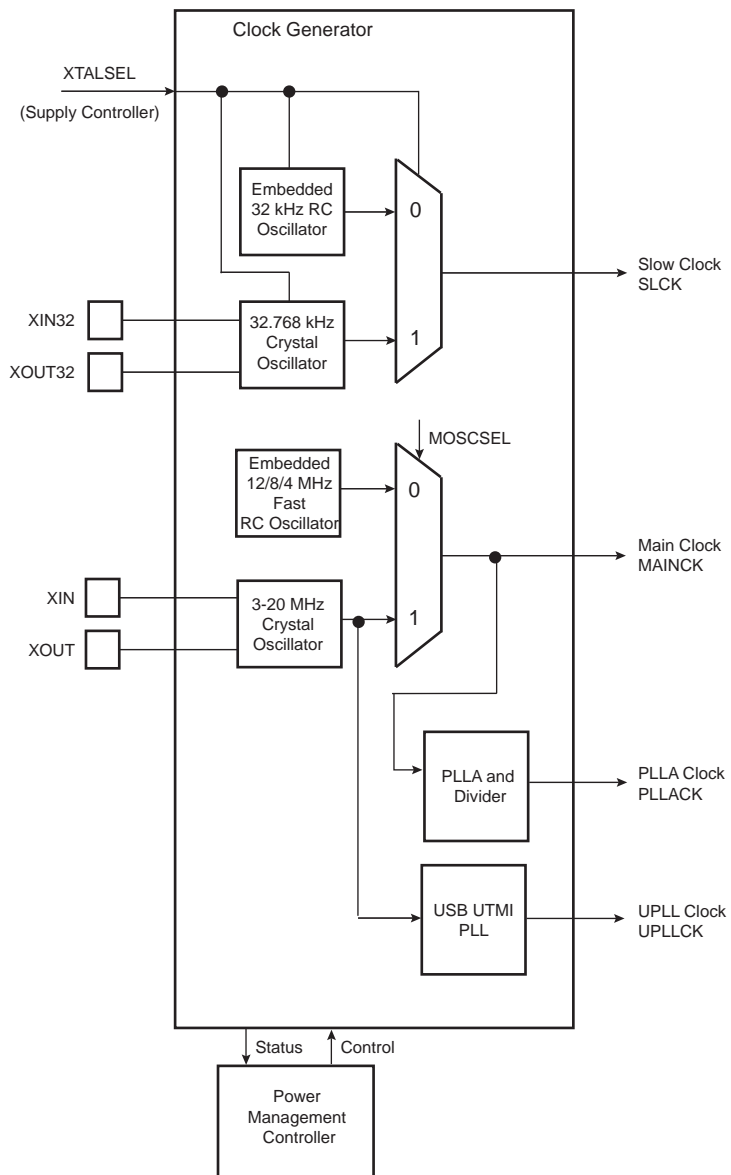 Clock Generator
XTALSEL
(Supply Controller)
Embedded
32 kHz RC
Oscillator
0
Slow Clock
SLCK
XIN32
32.768 kHz
Crystal
Oscillator
1
XOUT32
MOSCSEL
Embedded
12/8/4 MHz
Fast
RC Oscillator
0
Main Clock
MAINCK
XIN
3-20 MHz
Crystal
Oscillator
1
XOUT
PLLA and
Divider
PLLA Clock
PLLACK
USB UTMI
PLL
UPLL Clock
UPLLCK
Status
Control
Power
Management
Controller